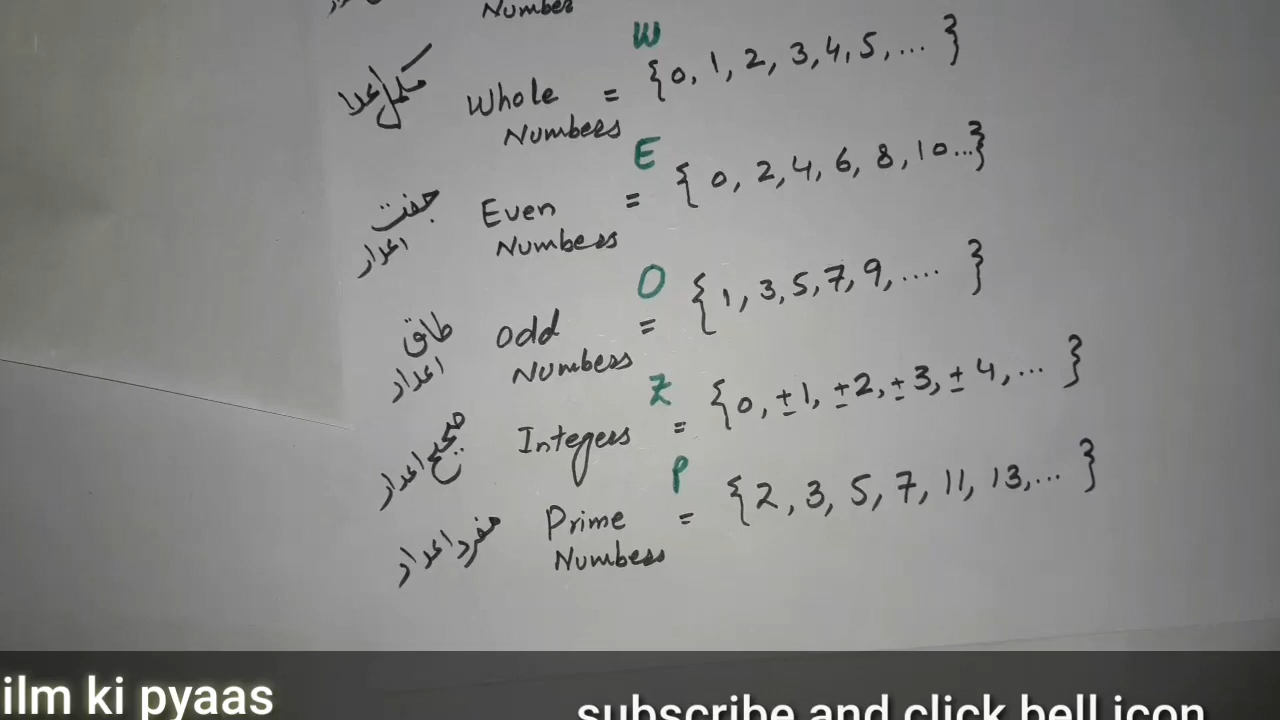 Number
W
مکمل اعدا Whole Numbers = {0, 1, 2, 3, 4, 5, ... }
E
جفت اعداد Even Numbers = { 0, 2, 4, 6, 8, 10...}
O
طاق اعداد Odd Numbers = { 1, 3, 5, 7, 9, .... }
Z
صحیح اعداد Integers = {0, ±1, ±2, ±3, ±4, ... }
P
مفرد اعداد Prime Numbers = {2, 3, 5, 7, 11, 13,... }
ilm ki pyaas
subscribe and click bell icon